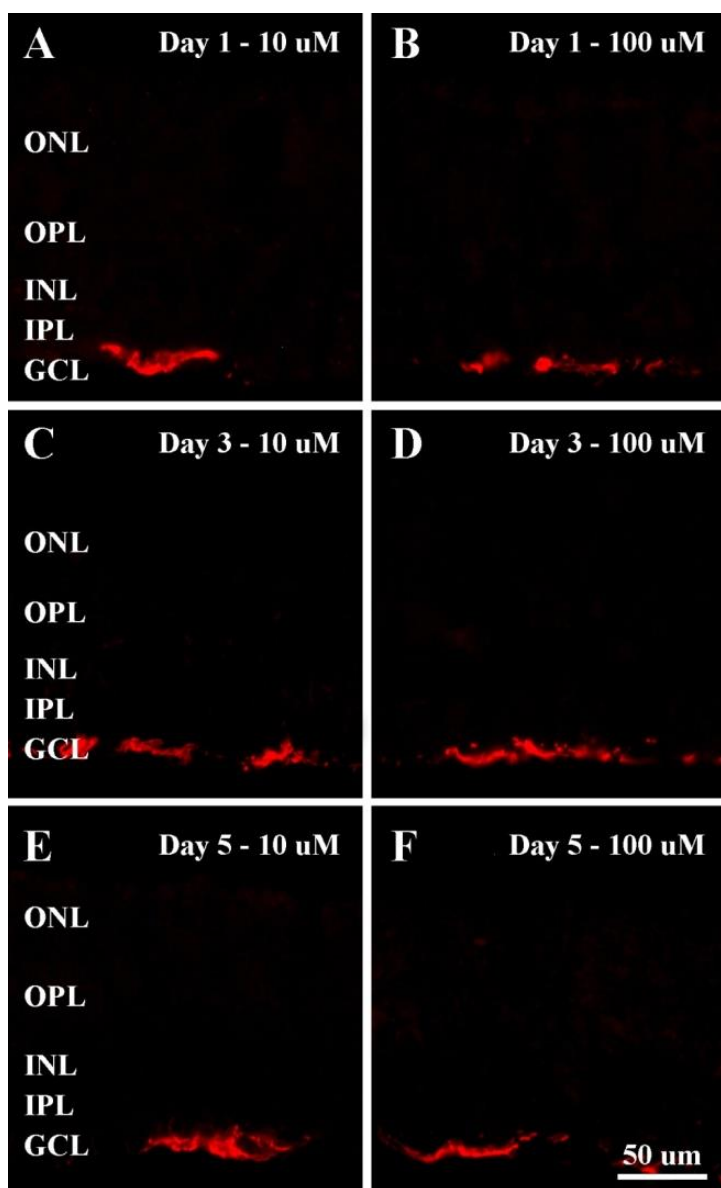 A Day 1 - 10 uM
B Day 1 - 100 uM
ONL
OPL
INL
IPL
GCL
C Day 3 - 10 uM
D Day 3 - 100 uM
ONL
OPL
INL
IPL
GCL
E Day 5 - 10 uM
F Day 5 - 100 uM
ONL
OPL
INL
IPL
GCL
50 um